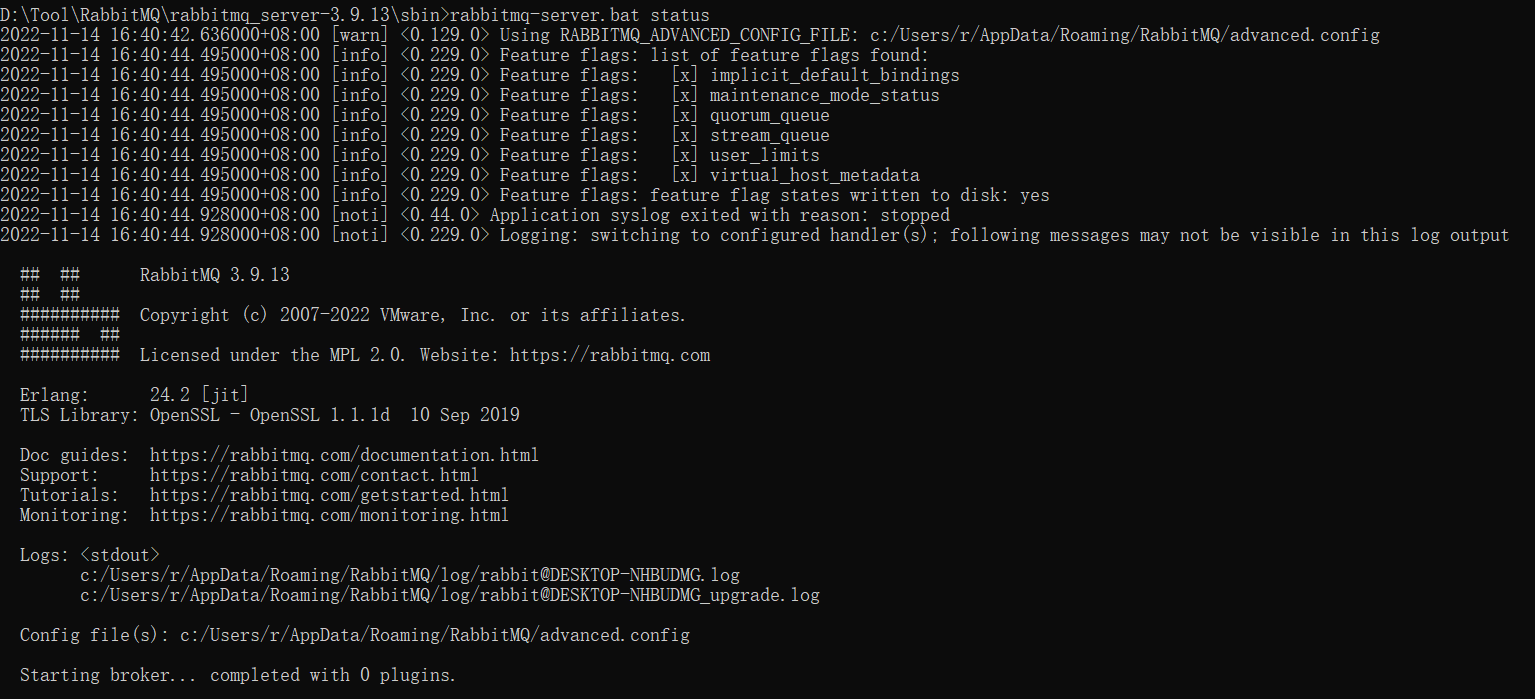 D:\Tool\RabbitMQ\rabbitmq_server-3.9.13\sbin>rabbitmq-server.bat status
2022-11-14 16:40:42.636000+08:00 [warn] <0.129.0> Using RABBITMQ_ADVANCED_CONFIG_FILE: c:/Users/r/AppData/Roaming/RabbitMQ/advanced.config
2022-11-14 16:40:44.495000+08:00 [info] <0.229.0> Feature flags: list of feature flags found:
2022-11-14 16:40:44.495000+08:00 [info] <0.229.0> Feature flags:   [x] implicit_default_bindings
2022-11-14 16:40:44.495000+08:00 [info] <0.229.0> Feature flags:   [x] maintenance_mode_status
2022-11-14 16:40:44.495000+08:00 [info] <0.229.0> Feature flags:   [x] quorum_queue
2022-11-14 16:40:44.495000+08:00 [info] <0.229.0> Feature flags:   [x] stream_queue
2022-11-14 16:40:44.495000+08:00 [info] <0.229.0> Feature flags:   [x] user_limits
2022-11-14 16:40:44.495000+08:00 [info] <0.229.0> Feature flags:   [x] virtual_host_metadata
2022-11-14 16:40:44.495000+08:00 [info] <0.229.0> Feature flags: feature flag states written to disk: yes
2022-11-14 16:40:44.928000+08:00 [noti] <0.44.0> Application syslog exited with reason: stopped
2022-11-14 16:40:44.928000+08:00 [noti] <0.229.0> Logging: switching to configured handler(s); following messages may not be visible in this log output

  ##  ##      RabbitMQ 3.9.13
  ##  ##
  ##########  Copyright (c) 2007-2022 VMware, Inc. or its affiliates.
  ######  ##
  ##########  Licensed under the MPL 2.0. Website: https://rabbitmq.com

  Erlang:      24.2 [jit]
  TLS Library: OpenSSL - OpenSSL 1.1.1d  10 Sep 2019

  Doc guides:  https://rabbitmq.com/documentation.html
  Support:     https://rabbitmq.com/contact.html
  Tutorials:   https://rabbitmq.com/getstarted.html
  Monitoring:  https://rabbitmq.com/monitoring.html

  Logs: <stdout>
        c:/Users/r/AppData/Roaming/RabbitMQ/log/rabbit@DESKTOP-NHBUDMG.log
        c:/Users/r/AppData/Roaming/RabbitMQ/log/rabbit@DESKTOP-NHBUDMG_upgrade.log

  Config file(s): c:/Users/r/AppData/Roaming/RabbitMQ/advanced.config

  Starting broker... completed with 0 plugins.